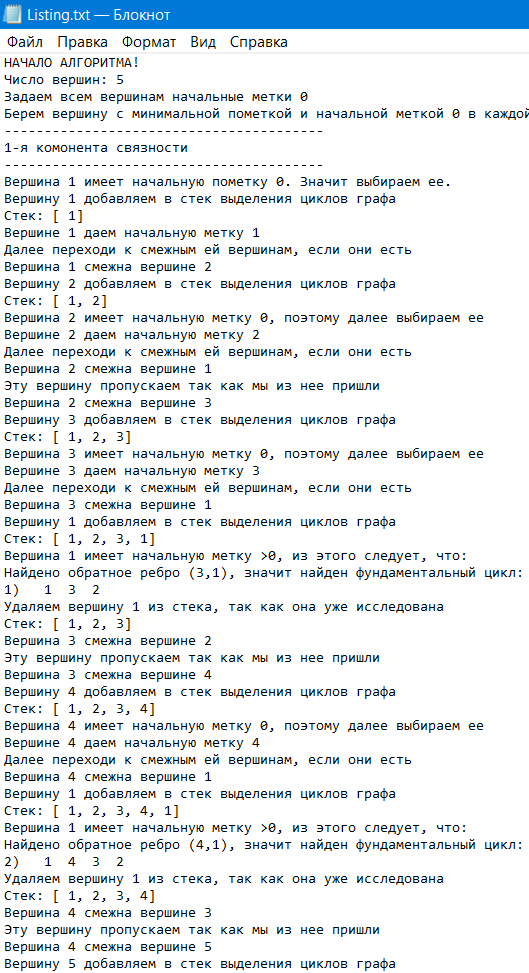 Listing.txt — Блокнот
Файл Правка Формат Вид Справка
НАЧАЛО АЛГОРИТМА!
Число вершин: 5
Задаем всем вершинам начальные метки 0
Берем вершину с минимальной пометкой и начальной меткой 0 в каждой
----------------------------------------
1-я комонента связности
----------------------------------------
Вершина 1 имеет начальную пометку 0. Значит выбираем ее.
Вершину 1 добавляем в стек выделения циклов графа
Стек: [ 1]
Вершине 1 даем начальную метку 1
Далее переходи к смежным ей вершинам, если они есть
Вершина 1 смежна вершине 2
Вершину 2 добавляем в стек выделения циклов графа
Стек: [ 1, 2]
Вершина 2 имеет начальную метку 0, поэтому далее выбираем ее
Вершине 2 даем начальную метку 2
Далее переходи к смежным ей вершинам, если они есть
Вершина 2 смежна вершине 1
Эту вершину пропускаем так как мы из нее пришли
Вершина 2 смежна вершине 3
Вершину 3 добавляем в стек выделения циклов графа
Стек: [ 1, 2, 3]
Вершина 3 имеет начальную метку 0, поэтому далее выбираем ее
Вершине 3 даем начальную метку 3
Далее переходи к смежным ей вершинам, если они есть
Вершина 3 смежна вершине 1
Вершину 1 добавляем в стек выделения циклов графа
Стек: [ 1, 2, 3, 1]
Вершина 1 имеет начальную метку >0, из этого следует, что:
Найдено обратное ребро (3,1), значит найден фундаментальный цикл:
1) 1 3 2
Удаляем вершину 1 из стека, так как она уже исследована
Стек: [ 1, 2, 3]
Вершина 3 смежна вершине 2
Эту вершину пропускаем так как мы из нее пришли
Вершина 3 смежна вершине 4
Вершину 4 добавляем в стек выделения циклов графа
Стек: [ 1, 2, 3, 4]
Вершина 4 имеет начальную метку 0, поэтому далее выбираем ее
Вершине 4 даем начальную метку 4
Далее переходи к смежным ей вершинам, если они есть
Вершина 4 смежна вершине 1
Вершину 1 добавляем в стек выделения циклов графа
Стек: [ 1, 2, 3, 4, 1]
Вершина 1 имеет начальную метку >0, из этого следует, что:
Найдено обратное ребро (4,1), значит найден фундаментальный цикл:
2) 1 4 3 2
Удаляем вершину 1 из стека, так как она уже исследована
Стек: [ 1, 2, 3, 4]
Вершина 4 смежна вершине 3
Эту вершину пропускаем так как мы из нее пришли
Вершина 4 смежна вершине 5
Вершину 5 добавляем в стек выделения циклов графа